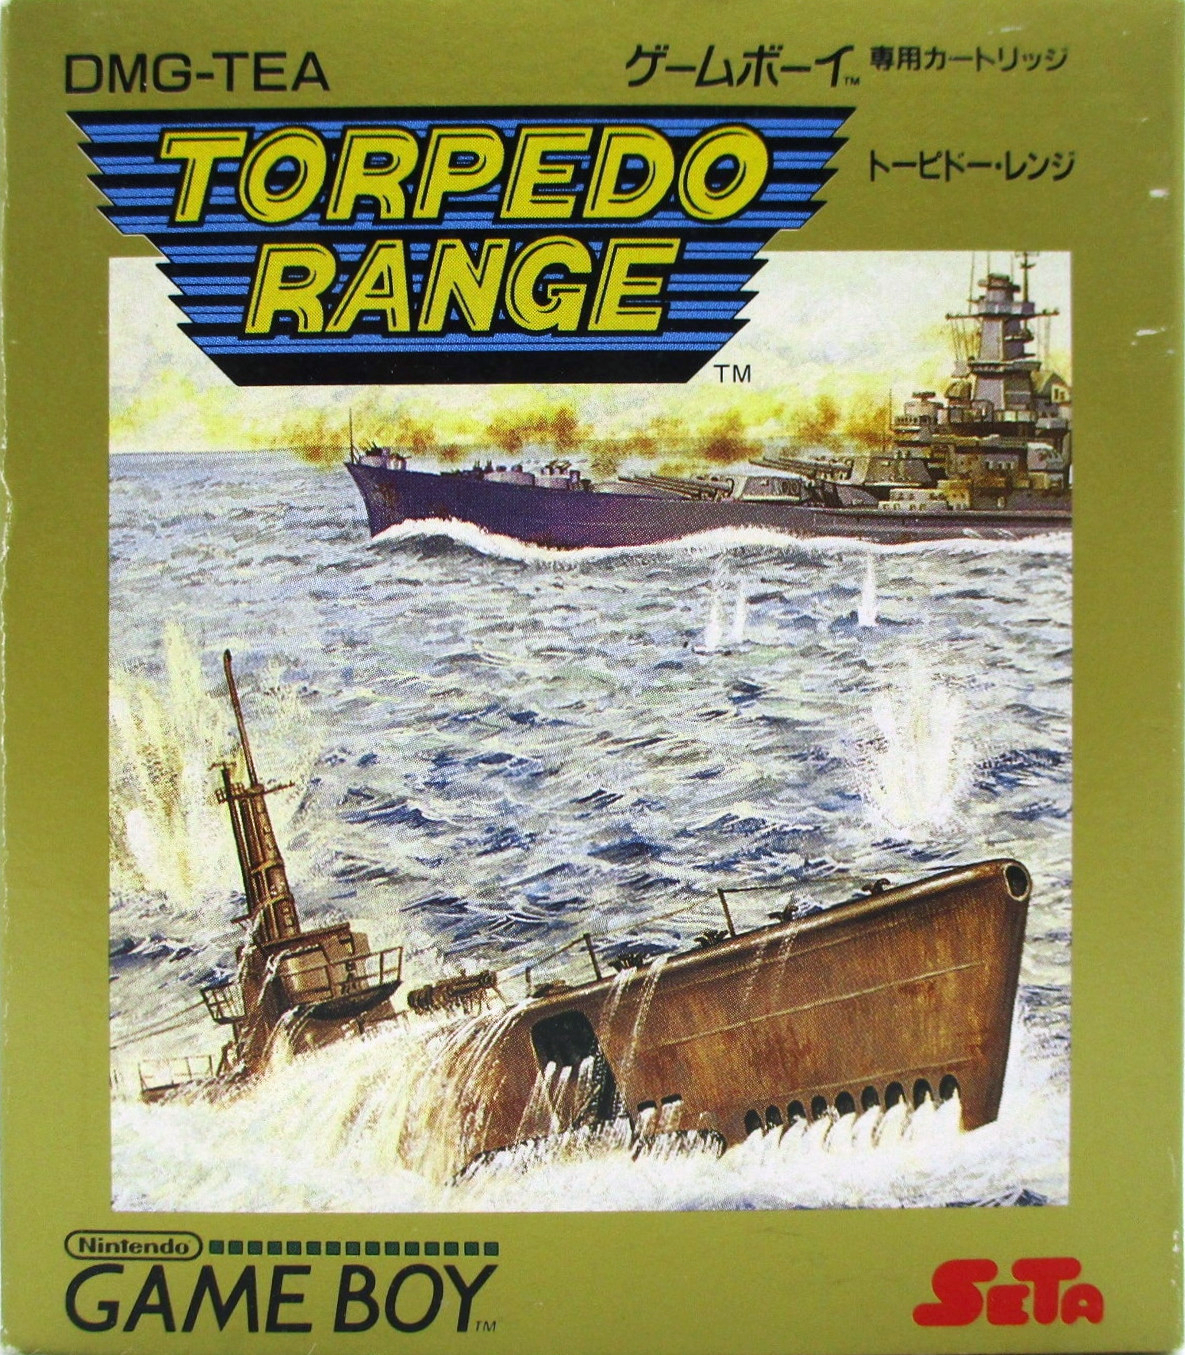 DMG-TEA
ゲームボーイ™ 専用カートリッジ
TORPEDO
RANGE
™
トーピドー・レンジ
Nintendo
GAME BOY™
SETA